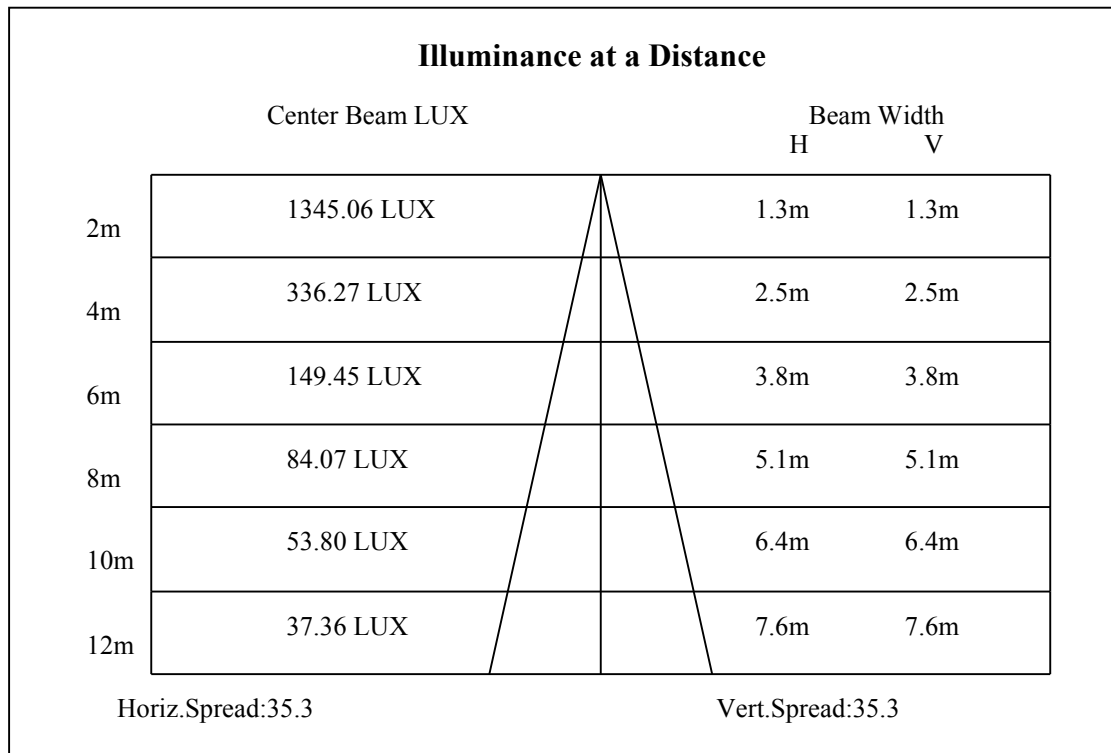 Illuminance at a Distance
Center Beam LUX Beam Width
H V
2m 1345.06 LUX 1.3m 1.3m
4m 336.27 LUX 2.5m 2.5m
6m 149.45 LUX 3.8m 3.8m
8m 84.07 LUX 5.1m 5.1m
10m 53.80 LUX 6.4m 6.4m
12m 37.36 LUX 7.6m 7.6m
Horiz.Spread:35.3 Vert.Spread:35.3